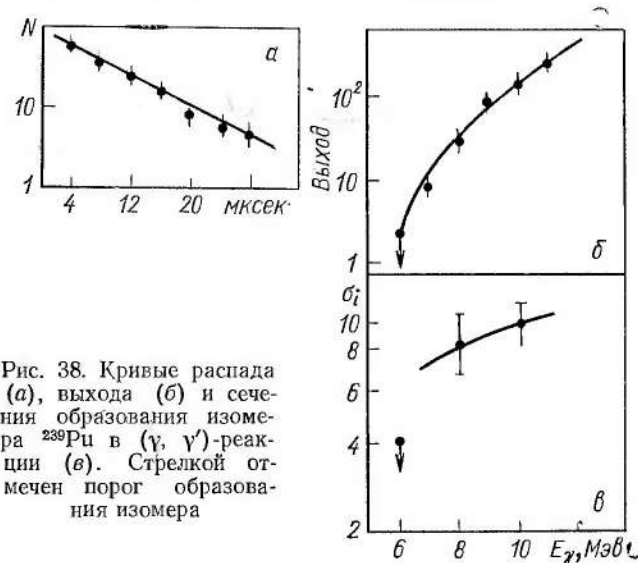 N
а
10
1
4
12
20
мксек
10²
10
1
Выход
б
σi
10
8
6
4
2
в
6
8
10
Eγ, Мэв
Рис. 38. Кривые распада
(а), выхода (б) и сече-
ния образования изоме-
ра ²³⁹Pu в (γ, γ′)-реак-
ции (в). Стрелкой от-
мечен порог образова-
ния изомера